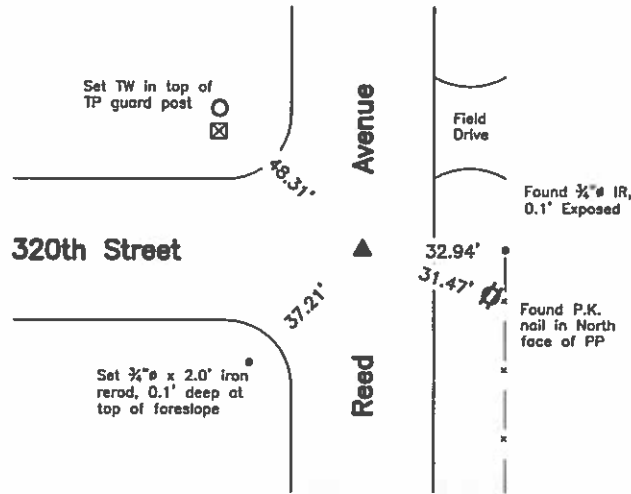 Set TW in top of
TP guard post
Avenue
Field
Drive
48.31'
Found ¾"ø IR,
0.1' Exposed
320th Street
32.94'
31.47'
37.21'
Found P.K.
nail in North
face of PP
Set ¾"ø x 2.0' iron
rerod, 0.1' deep at
top of foreslope
Reed